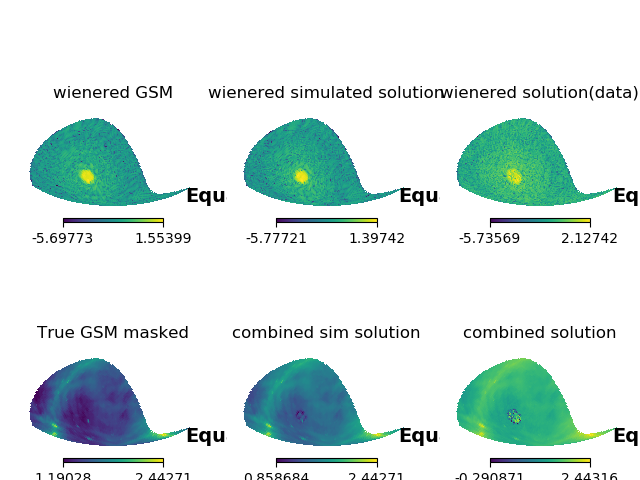 wienered GSM
wienered simulated solution
wienered solution(data)
Equ
Equ
Eq
-5.69773 1.55399
-5.77721 1.39742
-5.73569 2.12742
True GSM masked
combined sim solution
combined solution
Equ
Equ
Eq
1.19028 2.44271
0.858684 2.44271
-0.290871 2.44316